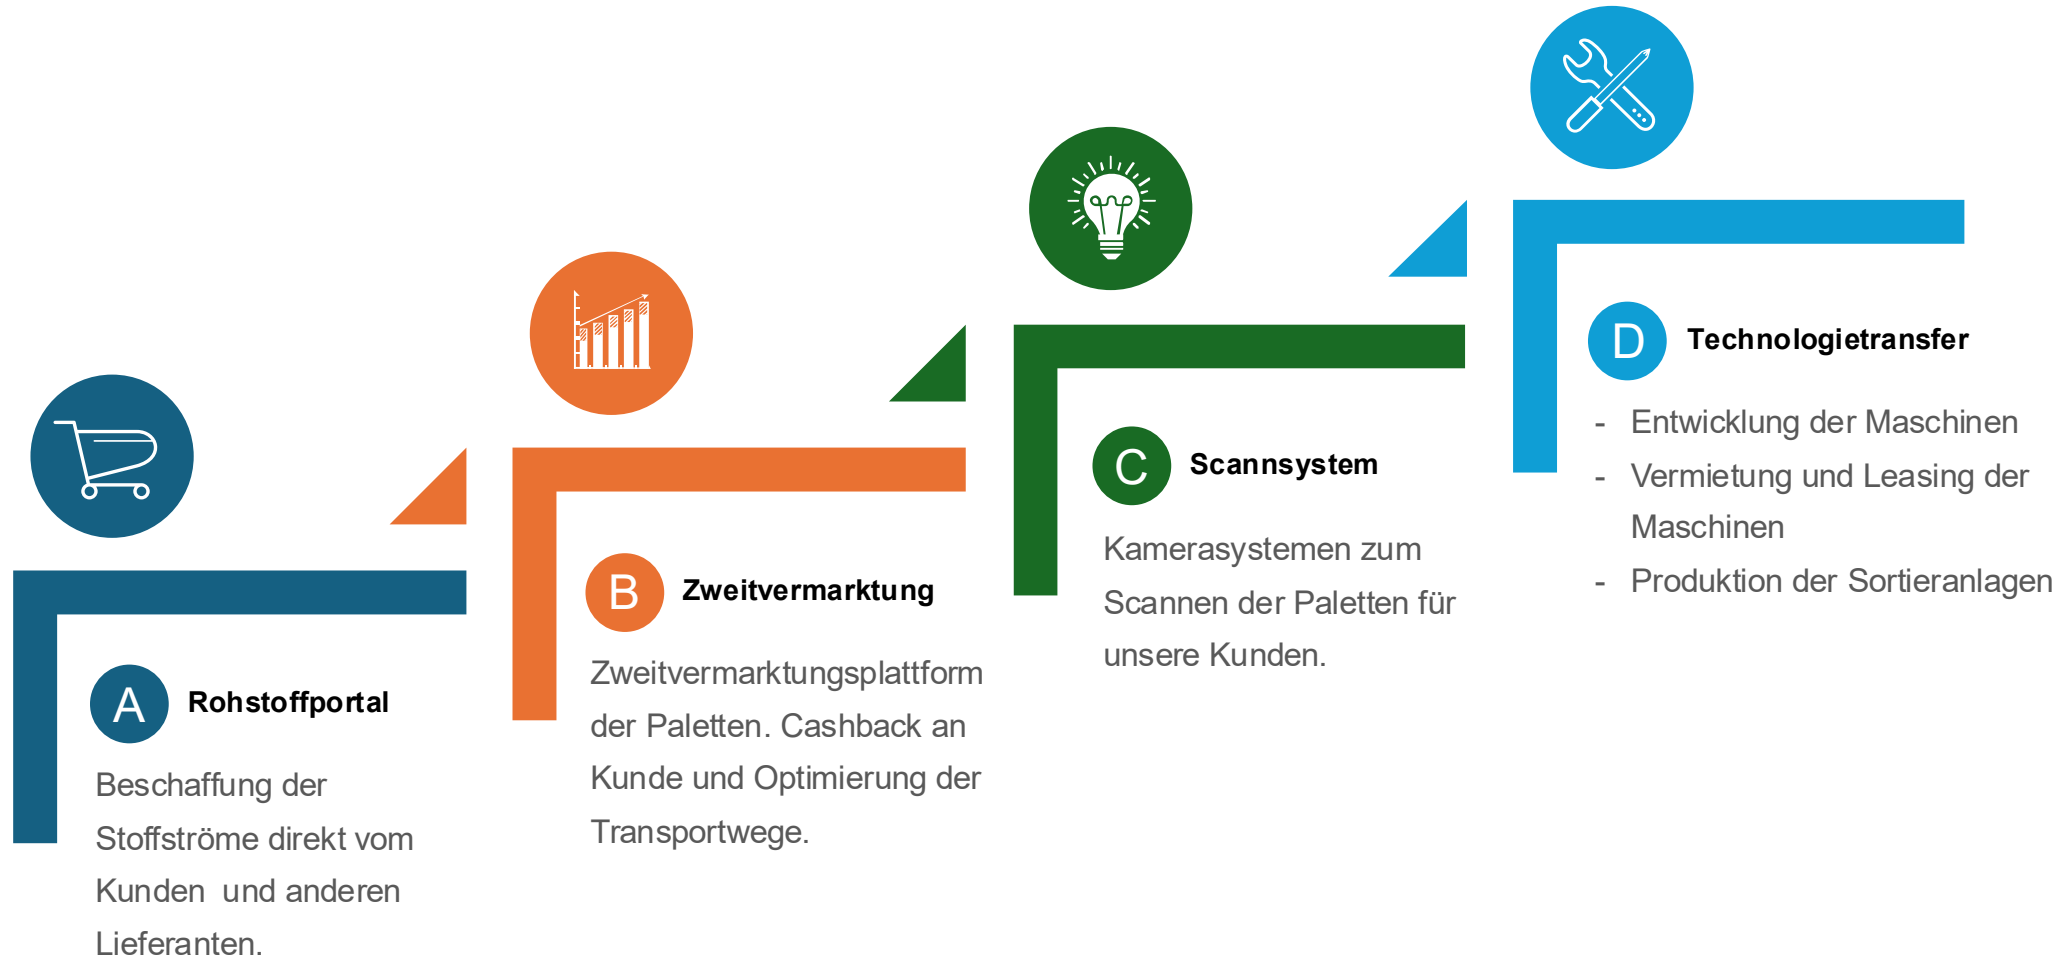 A Rohstoffportal
Beschaffung der
Stoffströme direkt vom
Kunden und anderen
Lieferanten.
B Zweitvermarktung
Zweitvermarktungsplattform
der Paletten. Cashback an
Kunde und Optimierung der
Transportwege.
C Scannsystem
Kamerasystemen zum
Scannen der Paletten für
unsere Kunden.
D Technologietransfer
- Entwicklung der Maschinen
- Vermietung und Leasing der
Maschinen
- Produktion der Sortieranlagen